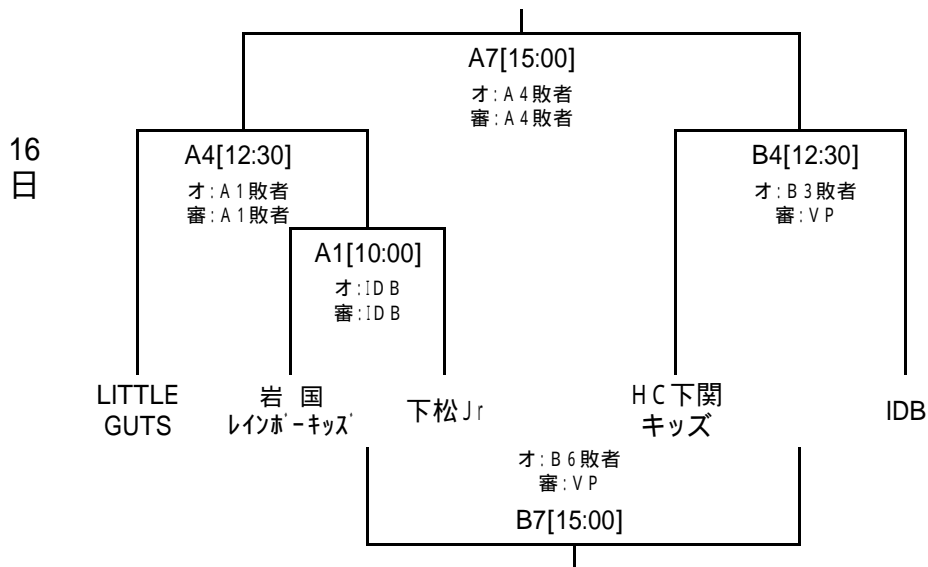 A7[15:00]
オ:A4敗者
審:A4敗者
16
日
A4[12:30]
オ:A1敗者
審:A1敗者
B4[12:30]
オ:B3敗者
審:VP
A1[10:00]
オ:IDB
審:IDB
LITTLE
GUTS
岩 国
レインボーキッズ
下松Jr
HC下関
キッズ
IDB
オ:B6敗者
審:VP
B7[15:00]